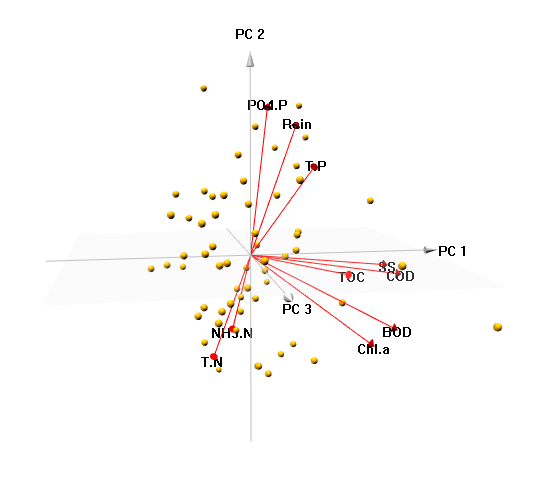 PC 2
PO4.P
Rain
T.P
PC 1
SS
TOC
COD
PC 3
NH3.N
BOD
Chl.a
T.N